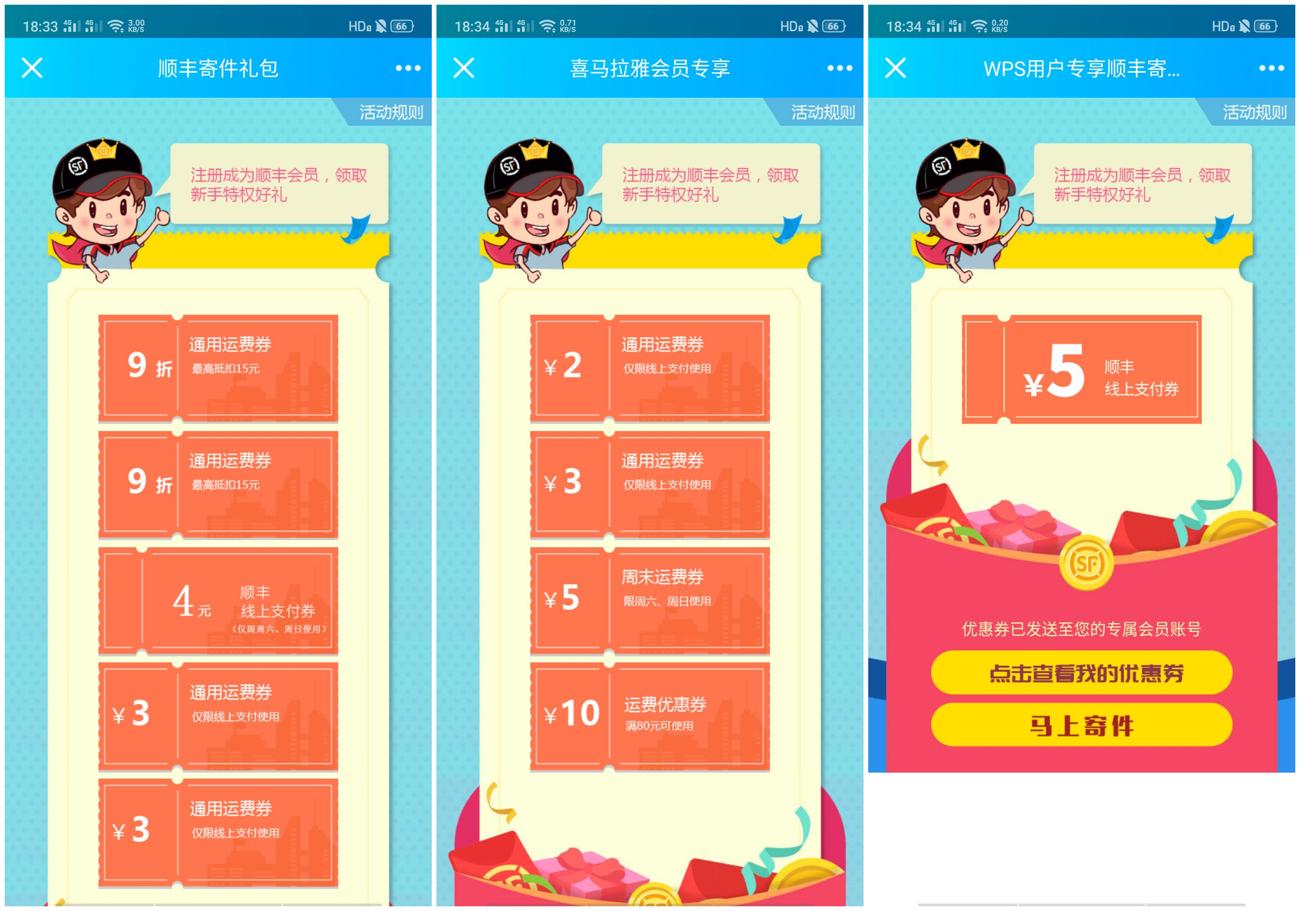 18:33 4G 4G 3.00 KB/S HD 66
顺丰寄件礼包
活动规则
SF
注册成为顺丰会员，领取
新手特权好礼
9 折
通用运费券
最高抵扣15元
9 折
通用运费券
最高抵扣15元
4 元
顺丰
线上支付券
（仅限周六、周日使用）
¥ 3
通用运费券
仅限线上支付使用
¥ 3
通用运费券
仅限线上支付使用
18:34 4G 4G 0.71 KB/S HD 66
喜马拉雅会员专享
活动规则
SF
注册成为顺丰会员，领取
新手特权好礼
¥ 2
通用运费券
仅限线上支付使用
¥ 3
通用运费券
仅限线上支付使用
¥ 5
周末运费券
限周六、周日使用
¥ 10
运费优惠券
满80元可使用
18:34 4G 4G 0.20 KB/S HD 66
WPS用户专享顺丰寄...
活动规则
SF
注册成为顺丰会员，领取
新手特权好礼
¥5
顺丰
线上支付券
SF
优惠券已发送至您的专属会员账号
点击查看我的优惠券
马上寄件